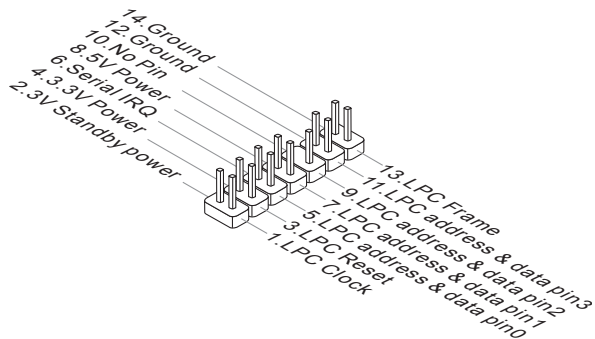 14.Ground
12.Ground
10.No Pin
8.5V Power
6.Serial IRQ
4.3.3V Power
2.3V Standby power
13.LPC Frame
11.LPC address & data pin3
9.LPC address & data pin2
7.LPC address & data pin1
5.LPC address & data pin0
3.LPC Reset
1.LPC Clock